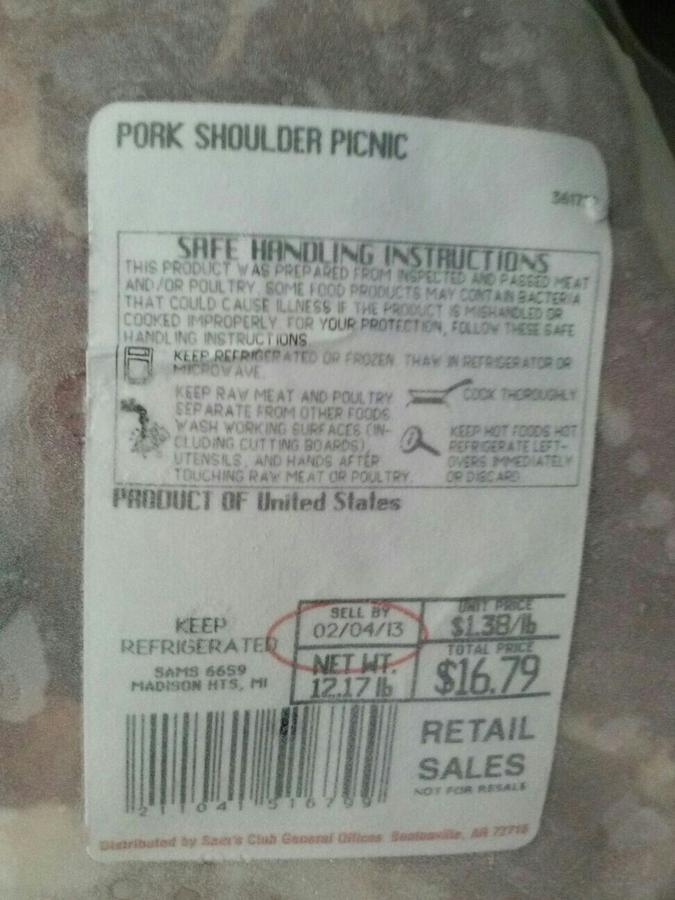 PORK SHOULDER PICNIC
SAFE HANDLING INSTRUCTIONS
THIS PRODUCT WAS PREPARED FROM INSPECTED AND PASSED MEAT
AND/OR POULTRY. SOME FOOD PRODUCTS MAY CONTAIN BACTERIA
THAT COULD CAUSE ILLNESS IF THE PRODUCT IS MISHANDLED OR
COOKED IMPROPERLY. FOR YOUR PROTECTION, FOLLOW THESE SAFE
HANDLING INSTRUCTIONS
KEEP REFRIGERATED OR FROZEN. THAW IN REFRIGERATOR OR
MICROWAVE.
KEEP RAW MEAT AND POULTRY
SEPARATE FROM OTHER FOODS.
WASH WORKING SURFACES (IN-
CLUDING CUTTING BOARDS),
UTENSILS, AND HANDS AFTER
TOUCHING RAW MEAT OR POULTRY.
COOK THOROUGHLY
KEEP HOT FOODS HOT.
REFRIGERATE LEFT-
OVERS IMMEDIATELY
OR DISCARD.
PRODUCT OF United States
KEEP
REFRIGERATED
SAMS 6659
MADISON HTS, MI
SELL BY
02/04/13
NET WT.
12.17 lb
UNIT PRICE
$1.38/lb
TOTAL PRICE
$16.79
RETAIL
SALES
NOT FOR RESALE
Distributed by Sam's Club General Offices Bentonville, AR 72716